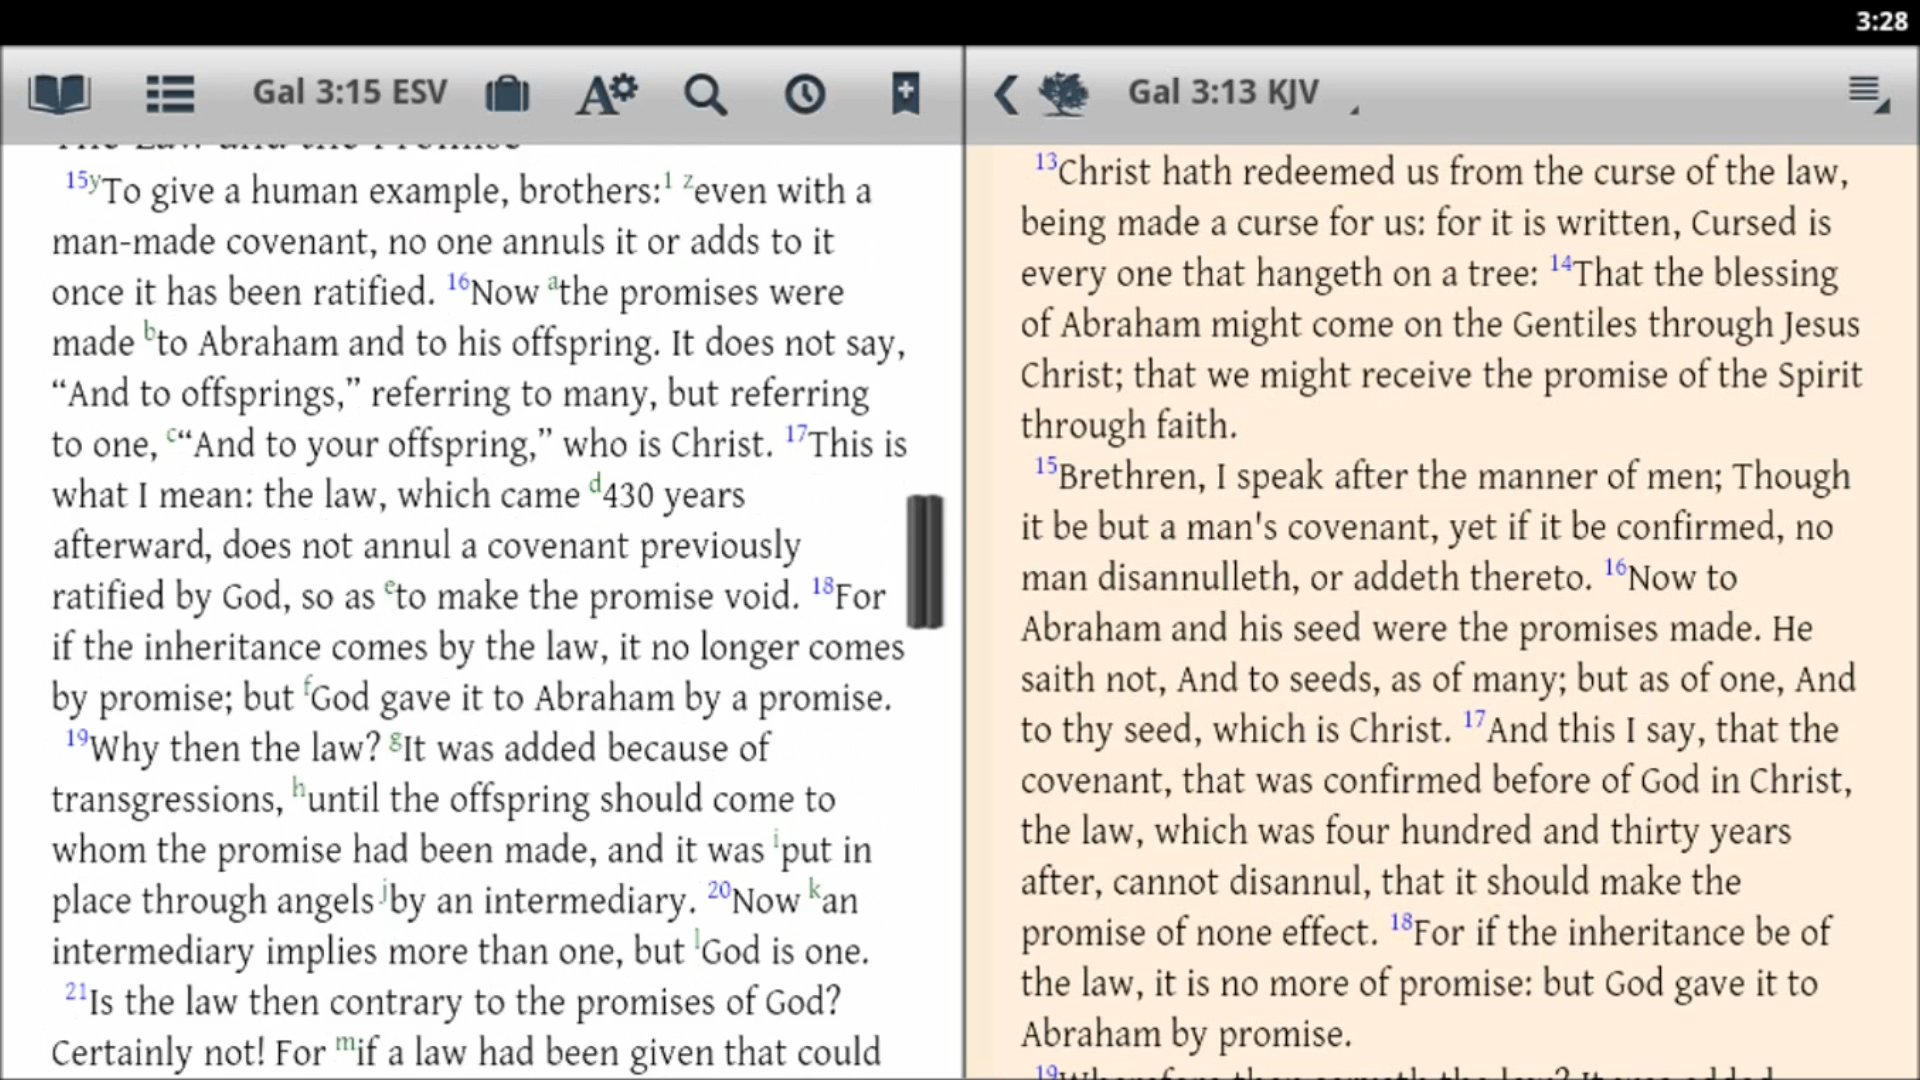 3:28
Gal 3:15 ESV
The Law and the Promise
15yTo give a human example, brothers:1 zeven with a
man-made covenant, no one annuls it or adds to it
once it has been ratified. 16Now athe promises were
made bto Abraham and to his offspring. It does not say,
“And to offsprings,” referring to many, but referring
to one, c“And to your offspring,” who is Christ. 17This is
what I mean: the law, which came d430 years
afterward, does not annul a covenant previously
ratified by God, so as eto make the promise void. 18For
if the inheritance comes by the law, it no longer comes
by promise; but fGod gave it to Abraham by a promise.
19Why then the law? gIt was added because of
transgressions, huntil the offspring should come to
whom the promise had been made, and it was iput in
place through angels jby an intermediary. 20Now kan
intermediary implies more than one, but lGod is one.
21Is the law then contrary to the promises of God?
Certainly not! For mif a law had been given that could
Gal 3:13 KJV
13Christ hath redeemed us from the curse of the law,
being made a curse for us: for it is written, Cursed is
every one that hangeth on a tree: 14That the blessing
of Abraham might come on the Gentiles through Jesus
Christ; that we might receive the promise of the Spirit
through faith.
15Brethren, I speak after the manner of men; Though
it be but a man's covenant, yet if it be confirmed, no
man disannulleth, or addeth thereto. 16Now to
Abraham and his seed were the promises made. He
saith not, And to seeds, as of many; but as of one, And
to thy seed, which is Christ. 17And this I say, that the
covenant, that was confirmed before of God in Christ,
the law, which was four hundred and thirty years
after, cannot disannul, that it should make the
promise of none effect. 18For if the inheritance be of
the law, it is no more of promise: but God gave it to
Abraham by promise.
19Wherefore then serveth the law? It was added